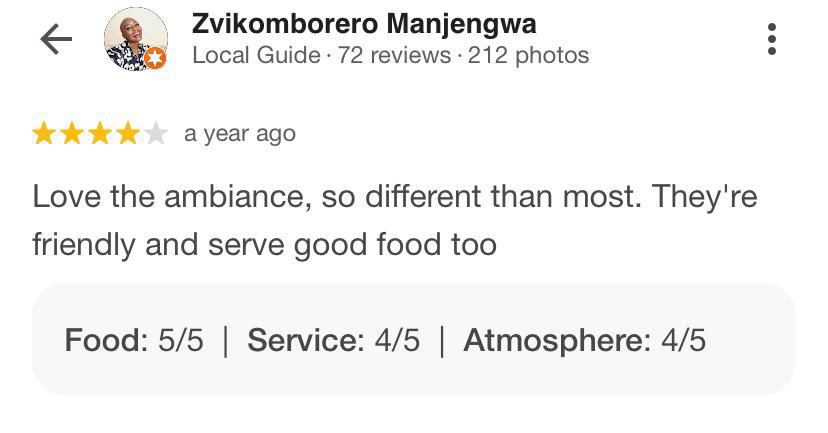 Zvikomborero Manjengwa
Local Guide · 72 reviews · 212 photos
a year ago
Love the ambiance, so different than most. They're
friendly and serve good food too
Food: 5/5 | Service: 4/5 | Atmosphere: 4/5